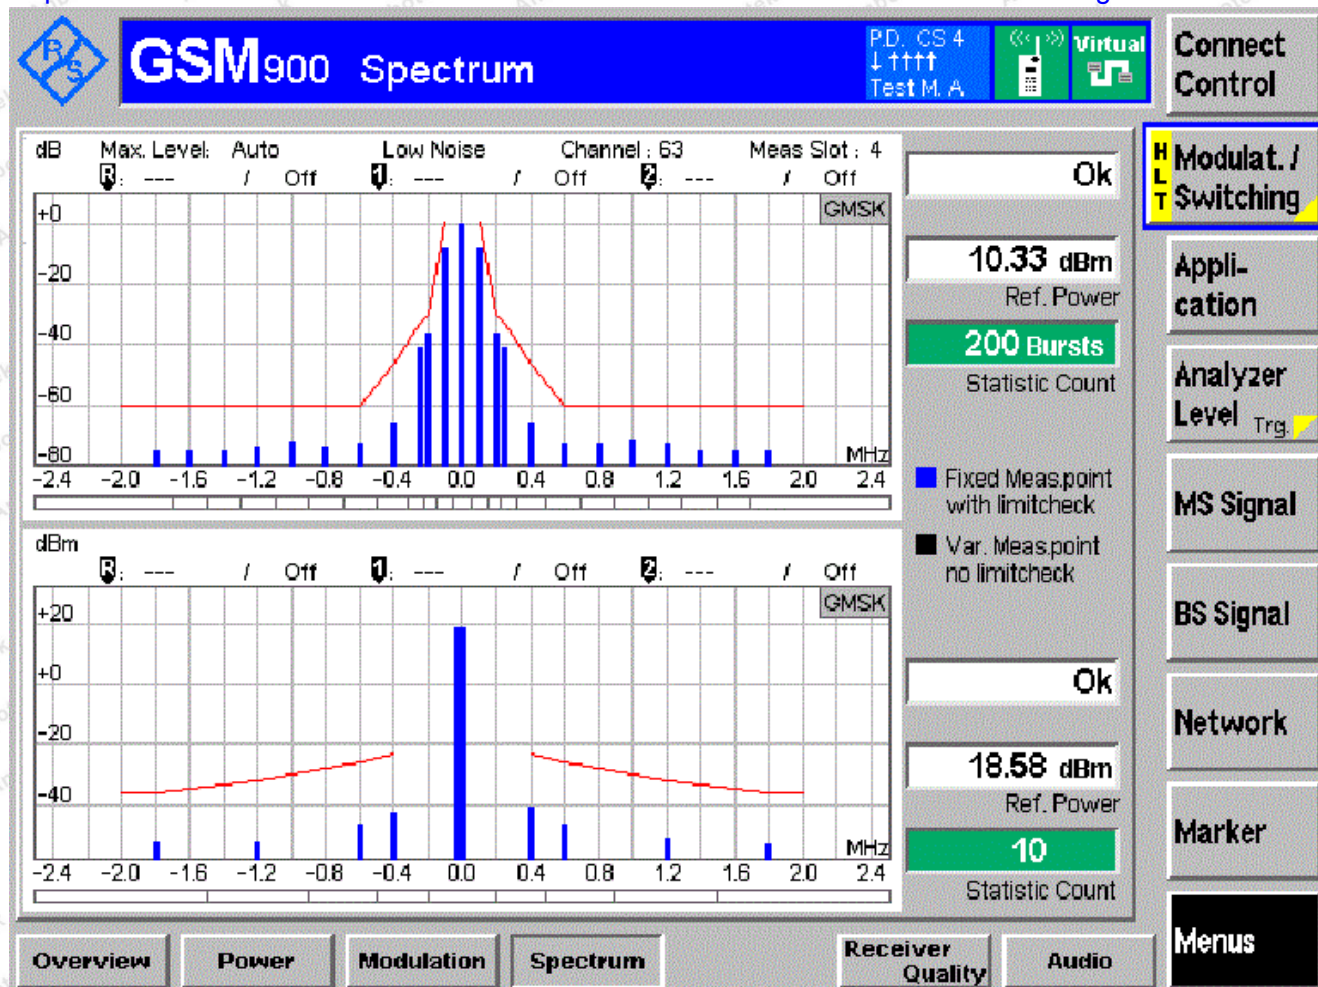 R/S
GSM900 Spectrum
P.D. CS 4
↓ ↑↑↑↑
Test M. A.
Virtual
Connect
Control
dB Max. Level: Auto Low Noise Channel : 63 Meas Slot : 4
R: --- / Off 1: --- / Off 2: --- / Off
GMSK
+0
-20
-40
-60
-80
MHz
-2.4 -2.0 -1.6 -1.2 -0.8 -0.4 0.0 0.4 0.8 1.2 1.6 2.0 2.4
Ok
10.33 dBm
Ref. Power
200 Bursts
Statistic Count
Fixed Meas.point
with limitcheck
Var. Meas.point
no limitcheck
dBm
R: --- / Off 1: --- / Off 2: --- / Off
GMSK
+20
+0
-20
-40
MHz
-2.4 -2.0 -1.6 -1.2 -0.8 -0.4 0.0 0.4 0.8 1.2 1.6 2.0 2.4
Ok
18.58 dBm
Ref. Power
10
Statistic Count
HLT
Modulat. /
Switching
Appli-
cation
Analyzer
Level Trg.
MS Signal
BS Signal
Network
Marker
Menus
Overview
Power
Modulation
Spectrum
Receiver
Quality
Audio